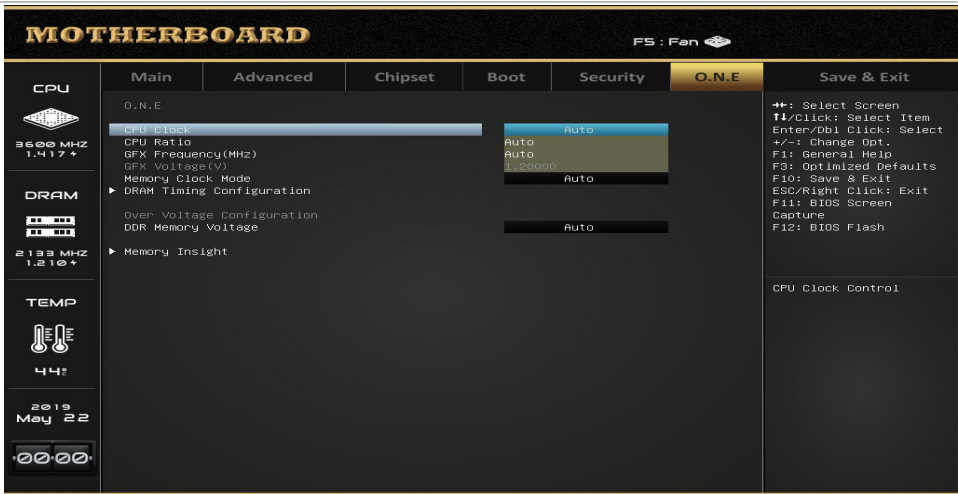 MOTHERBOARD
F5 : Fan
Main Advanced Chipset Boot Security O.N.E Save & Exit
CPU
3600 MHZ
1.417 V
DRAM
2133 MHZ
1.210 V
TEMP
44℃
2019
May 22
00:00
O.N.E
CPU Clock Auto
CPU Ratio Auto
GFX Frequency(MHz) Auto
GFX Voltage(V) 1.20000
Memory Clock Mode Auto
► DRAM Timing Configuration
Over Voltage Configuration
DDR Memory Voltage Auto
► Memory Insight
→←: Select Screen
↑↓/Click: Select Item
Enter/Dbl Click: Select
+/-: Change Opt.
F1: General Help
F3: Optimized Defaults
F10: Save & Exit
ESC/Right Click: Exit
F11: BIOS Screen
Capture
F12: BIOS Flash
CPU Clock Control